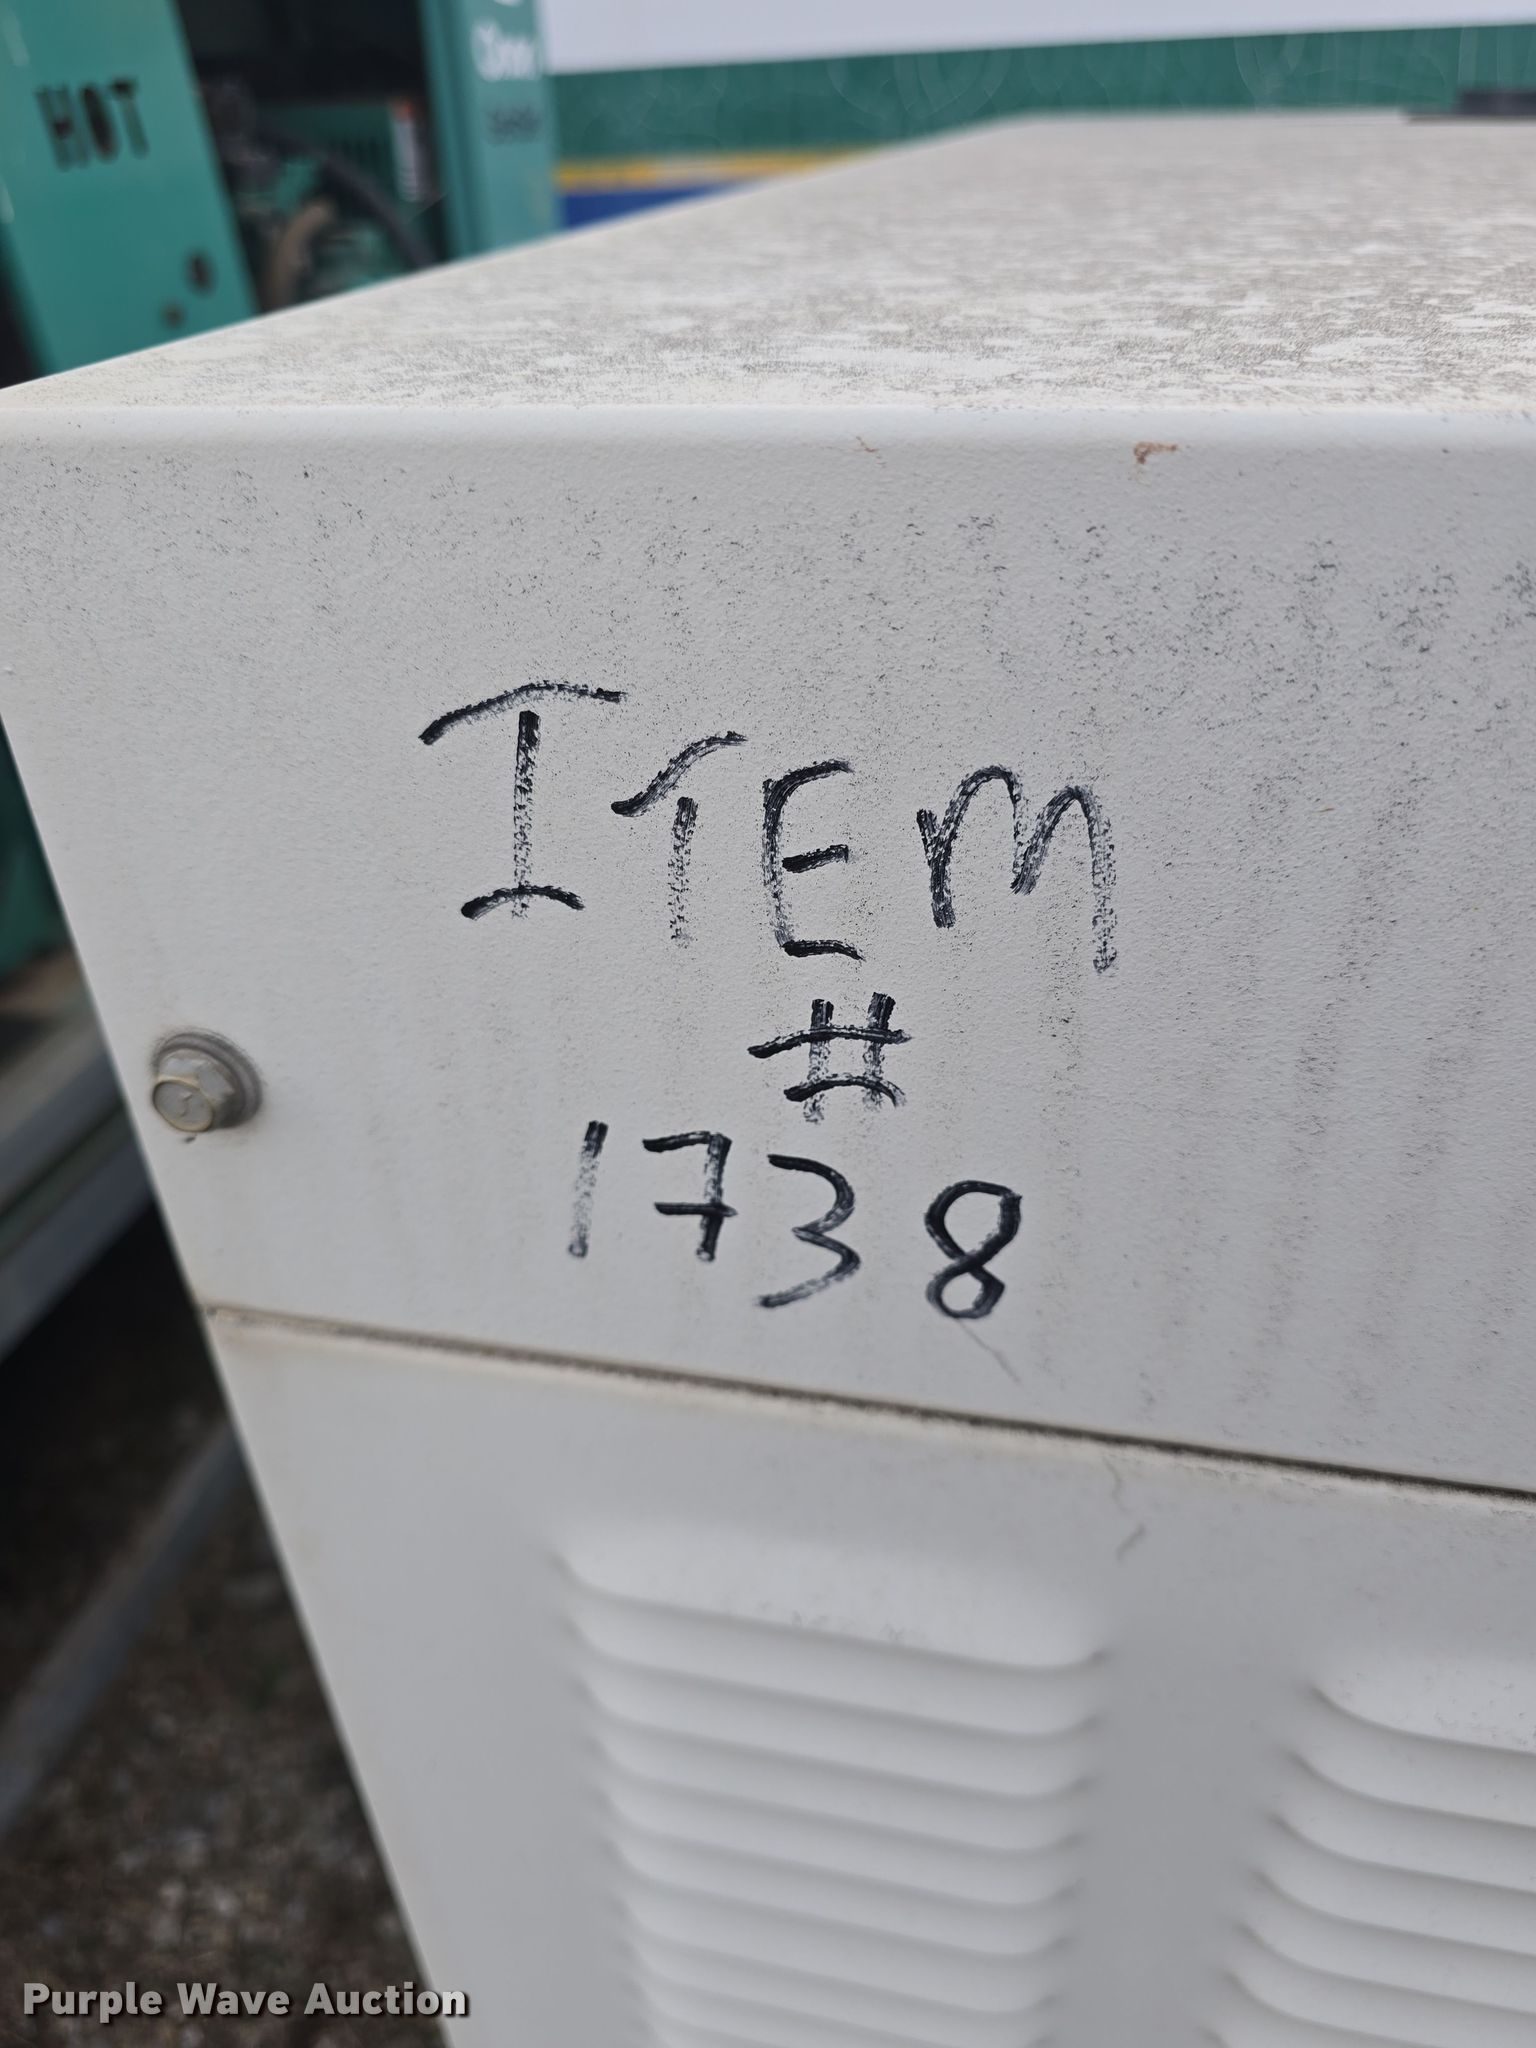 HOT
ITEM
#
1738
Purple Wave Auction